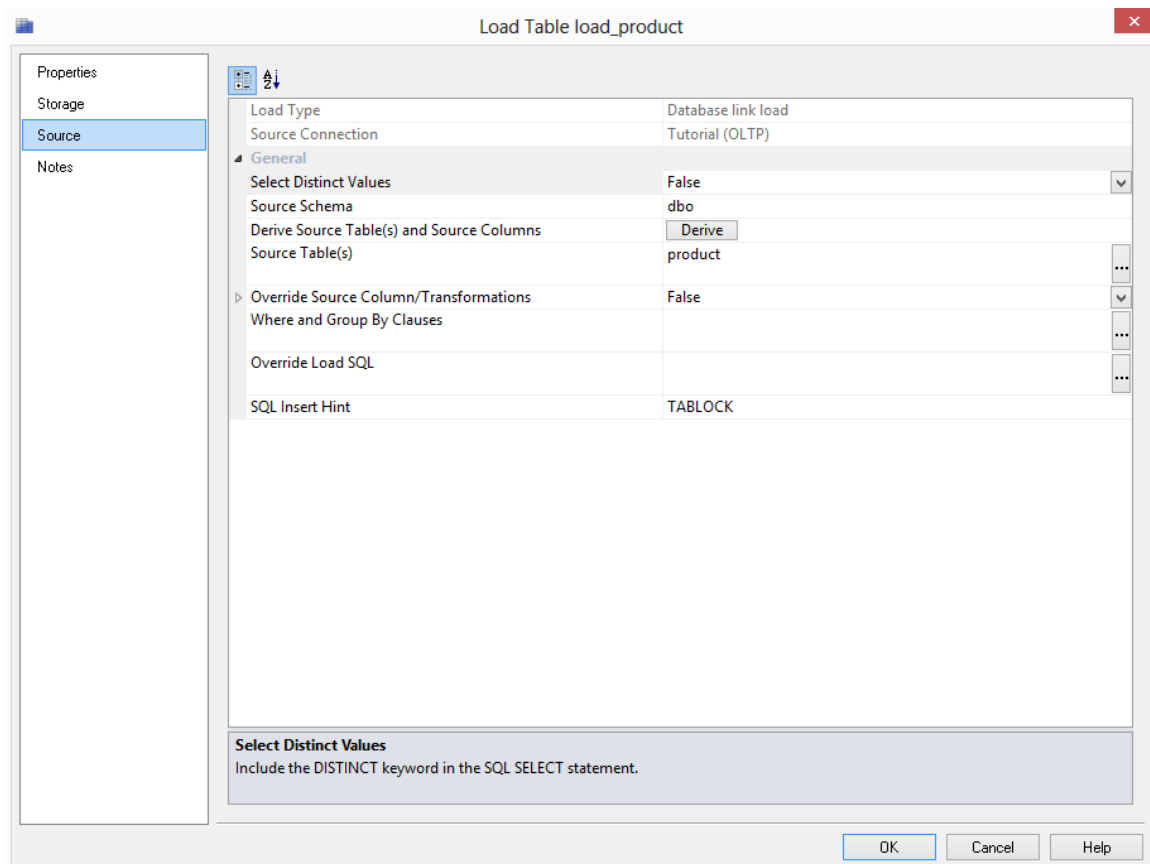 Load Table load_product
Properties
Storage
Source
Notes
Load Type Database link load
Source Connection Tutorial (OLTP)
General
Select Distinct Values False
Source Schema dbo
Derive Source Table(s) and Source Columns Derive
Source Table(s) product
...
Override Source Column/Transformations False
Where and Group By Clauses
...
Override Load SQL
...
SQL Insert Hint TABLOCK
Select Distinct Values
Include the DISTINCT keyword in the SQL SELECT statement.
OK Cancel Help